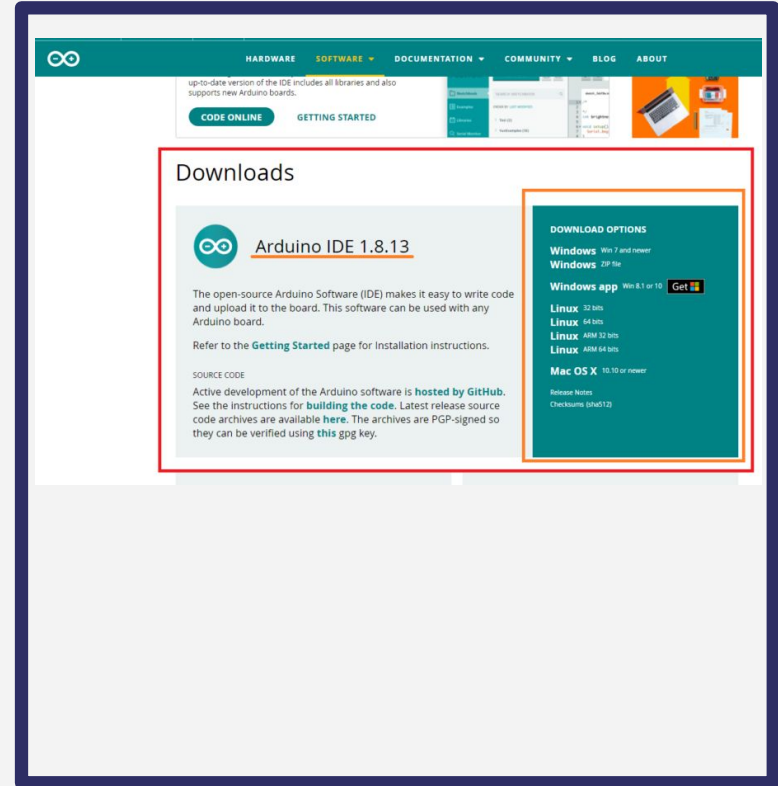 HARDWARE SOFTWARE DOCUMENTATION COMMUNITY BLOG ABOUT
up-to-date version of the IDE includes all libraries and also
supports new Arduino boards.
CODE ONLINE GETTING STARTED
Downloads
Arduino IDE 1.8.13
The open-source Arduino Software (IDE) makes it easy to write code
and upload it to the board. This software can be used with any
Arduino board.
Refer to the Getting Started page for Installation instructions.
SOURCE CODE
Active development of the Arduino software is hosted by GitHub.
See the instructions for building the code. Latest release source
code archives are available here. The archives are PGP-signed so
they can be verified using this gpg key.
DOWNLOAD OPTIONS
Windows Win 7 and newer
Windows ZIP file
Windows app Win 8.1 or 10 Get
Linux 32 bits
Linux 64 bits
Linux ARM 32 bits
Linux ARM 64 bits
Mac OS X 10.10 or newer
Release Notes
Checksums (sha512)